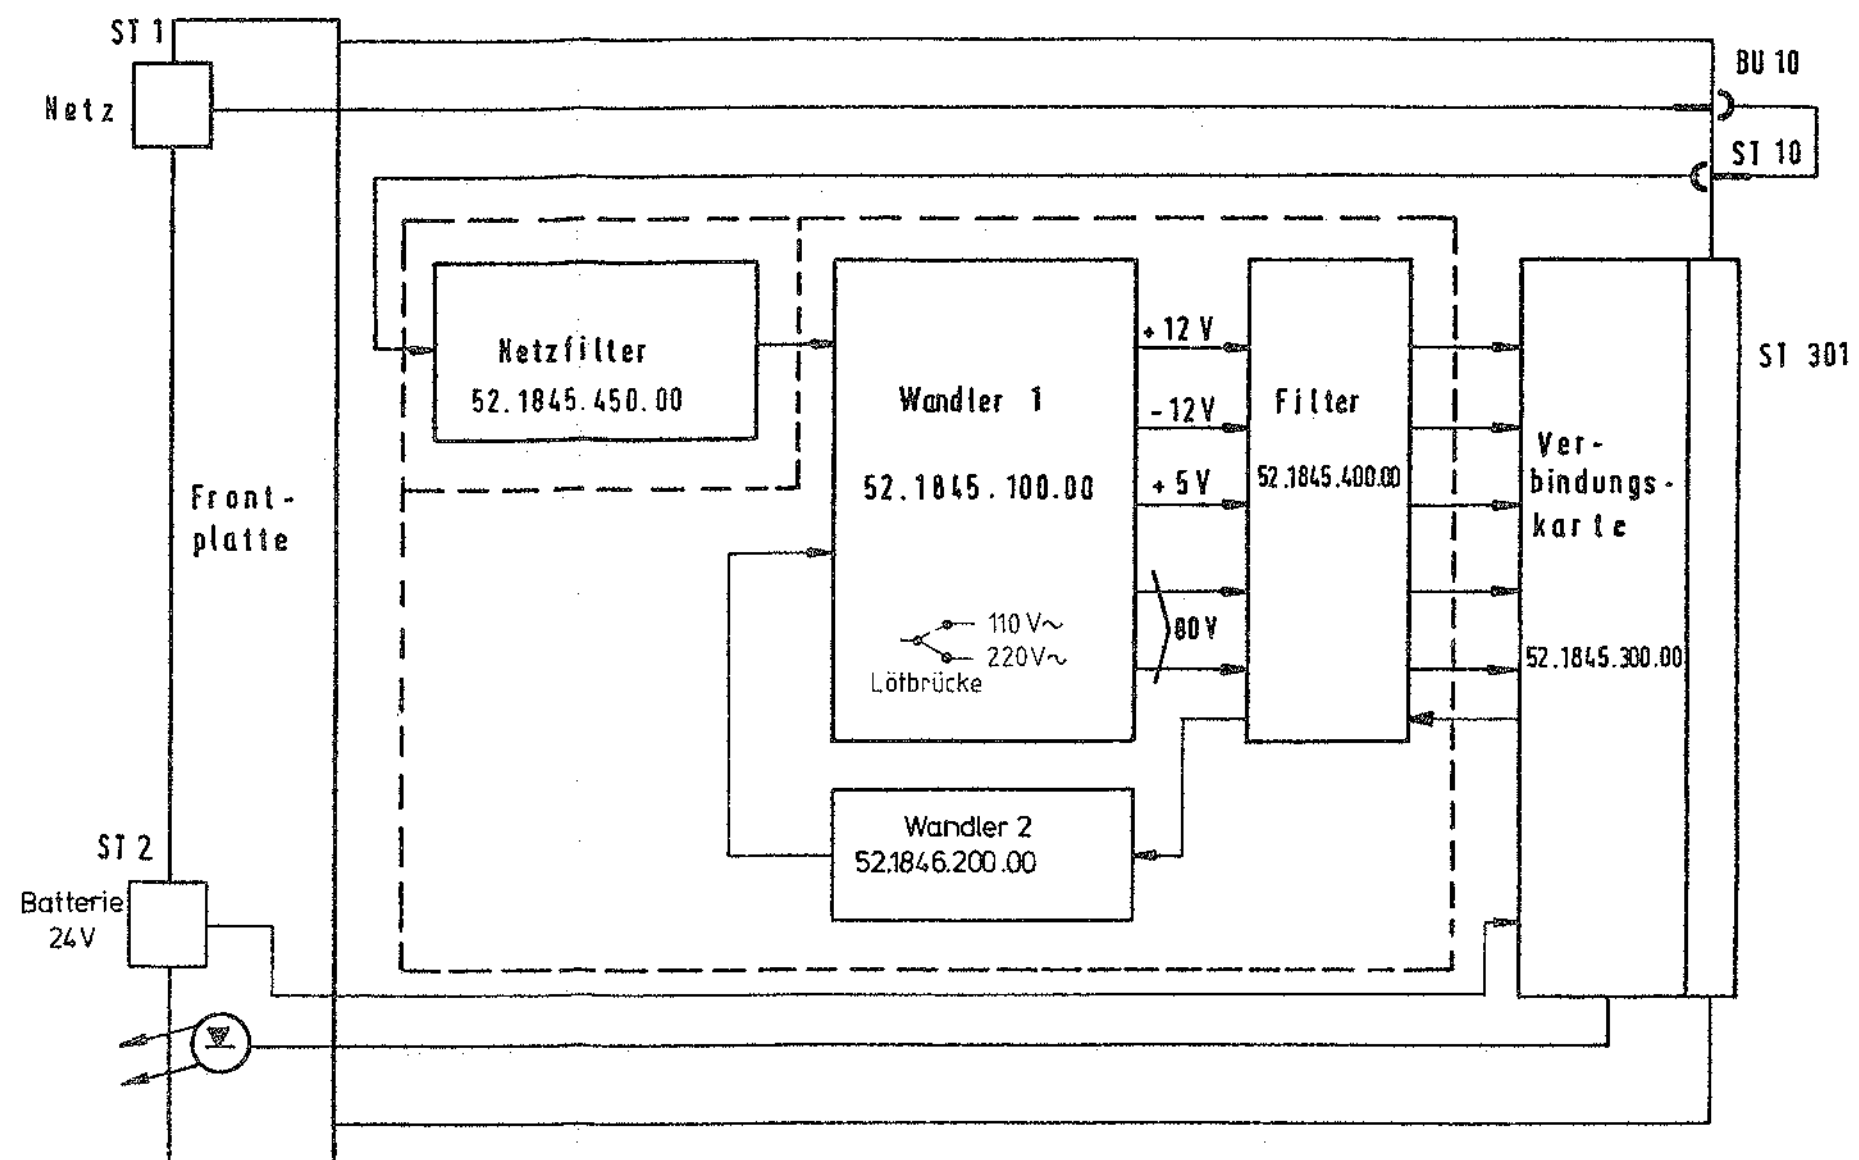 ST 1
BU 10
Netz
ST 10
Netzfilter
52.1845.450.00
Wandler 1
52.1845.100.00
110 V~
220V~
Lötbrücke
+ 12 V
- 12 V
+ 5 V
80 V
Filter
52.1845.400.00
Ver-
bindungs-
karte
52.1845.300.00
ST 301
Front-
platte
Wandler 2
52.1846.200.00
ST 2
Batterie
24V